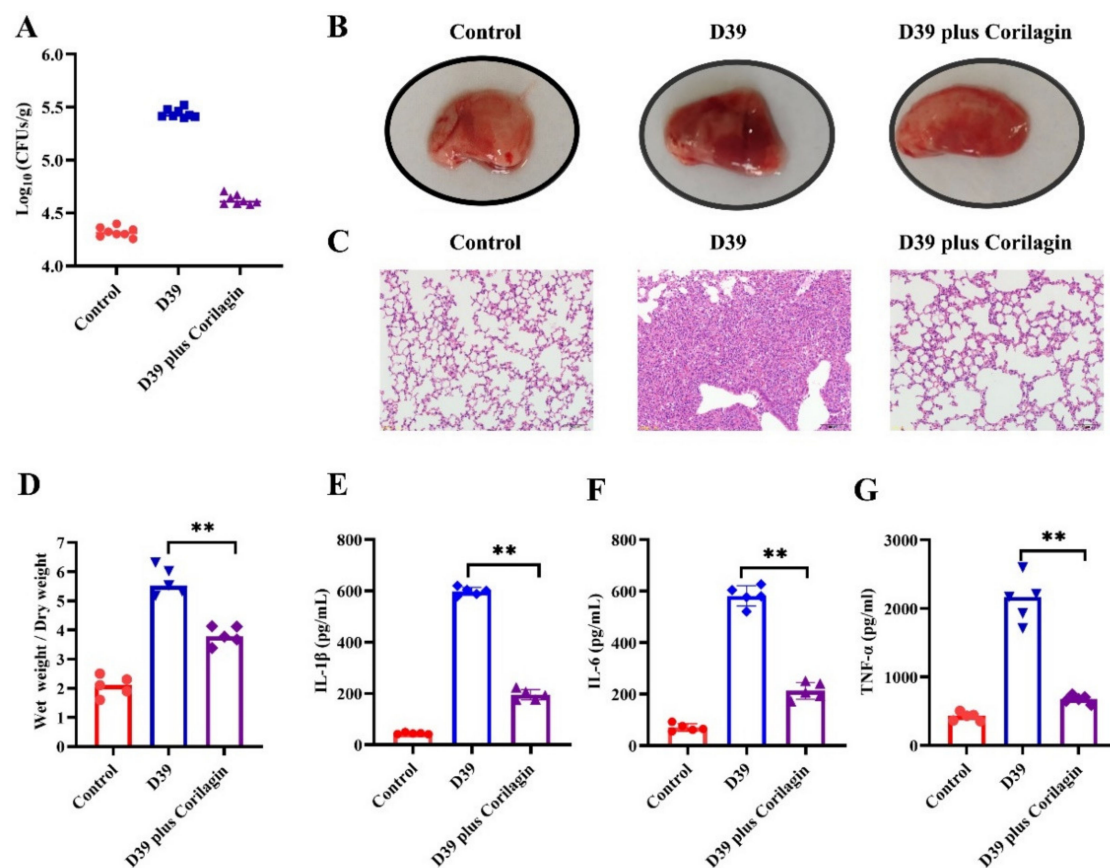 A
Log10 (CFUs/g)
6.0
5.5
5.0
4.5
4.0
Control
D39
D39 plus Corilagin
B
Control
D39
D39 plus Corilagin
C
Control
D39
D39 plus Corilagin
D
Wet weight / Dry weight
7
6
5
4
3
2
1
0
**
Control
D39
D39 plus Corilagin
E
IL-1β (pg/mL)
800
600
400
200
0
**
Control
D39
D39 plus Corilagin
F
IL-6 (pg/mL)
800
600
400
200
0
**
Control
D39
D39 plus Corilagin
G
TNF-α (pg/ml)
3000
2000
1000
0
**
Control
D39
D39 plus Corilagin